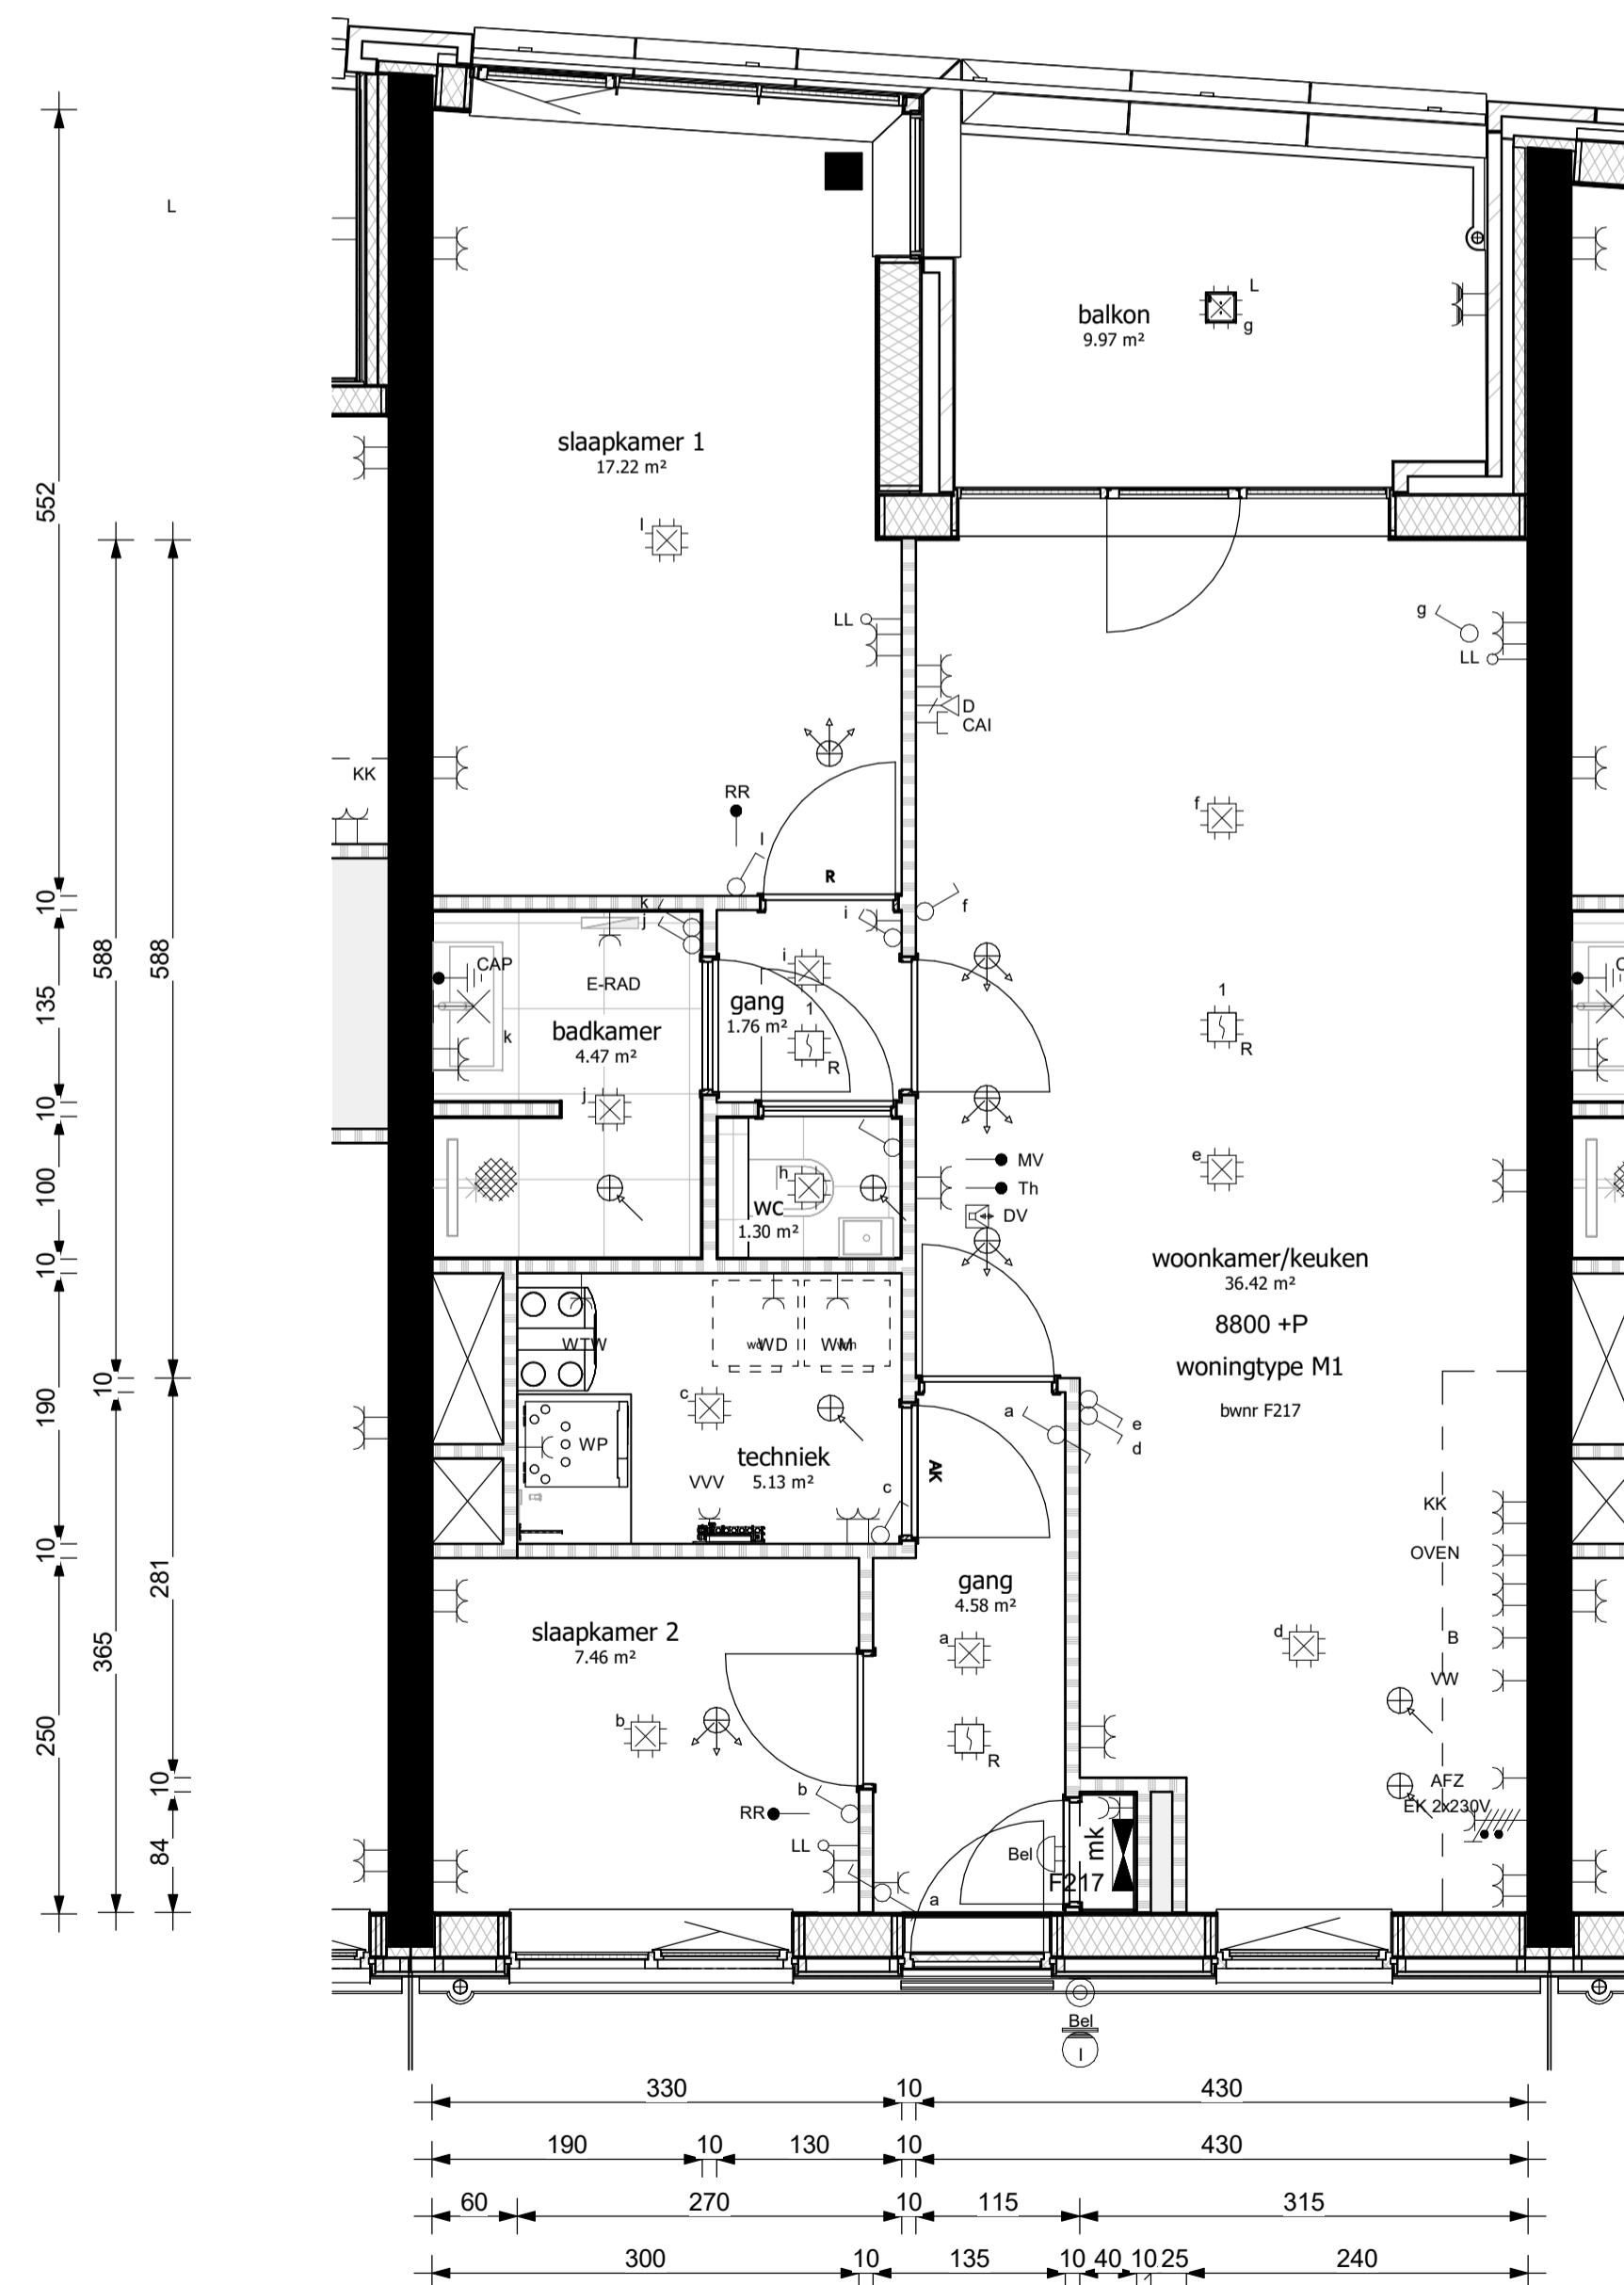 L
L
balkon
9.97 m²
g
slaapkamer 1
17.22 m²
552
l
g
LL
LL
D
CAI
KK
RR
f
l
R
10
k
i
f
j
588
588
CAP
i
E-RAD
gang
1.76 m²
1
1
135
badkamer
4.47 m²
k
R
R
j
10
MV
e
Th
h
100
wc
1.30 m²
DV
10
woonkamer/keuken
36.42 m²
8800 +P
WTW
WD
WM
woningtype M1
10
190
c
a
e
bwnr F217
d
WP
techniek
5.13 m²
AK
VVV
c
KK
10
OVEN
281
gang
4.58 m²
slaapkamer 2
7.46 m²
a
d
B
365
VW
b
250
R
10
b
AFZ
RR
EK 2x230V
84
LL
Bel
mk
F217
a
Bel
I
330
10
430
190
10
130
10
430
60
270
10
115
315
300
10
135
10
40
10
25
240